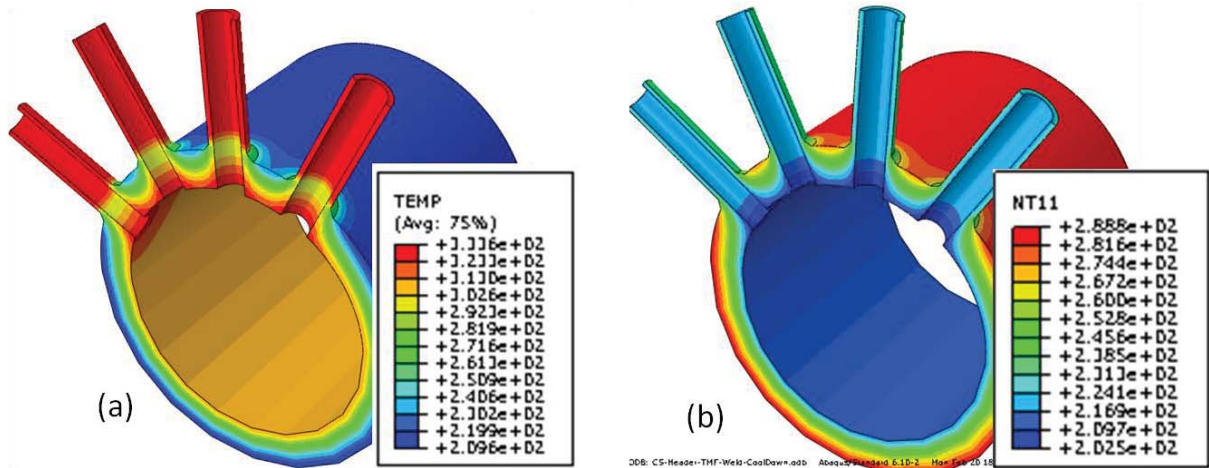 (a)
TEMP
(Avg: 75%)
+3.336e+02
+3.233e+02
+3.130e+02
+3.026e+02
+2.923e+02
+2.819e+02
+2.716e+02
+2.613e+02
+2.509e+02
+2.406e+02
+2.302e+02
+2.199e+02
+2.096e+02
(b)
NT11
+2.888e+02
+2.816e+02
+2.744e+02
+2.672e+02
+2.600e+02
+2.528e+02
+2.456e+02
+2.385e+02
+2.313e+02
+2.241e+02
+2.169e+02
+2.097e+02
+2.025e+02
ODB: CS-Header-TMF-Weld-CoolDown.odb Abaqus/Standard 6.10-2 Mon Feb 20 18